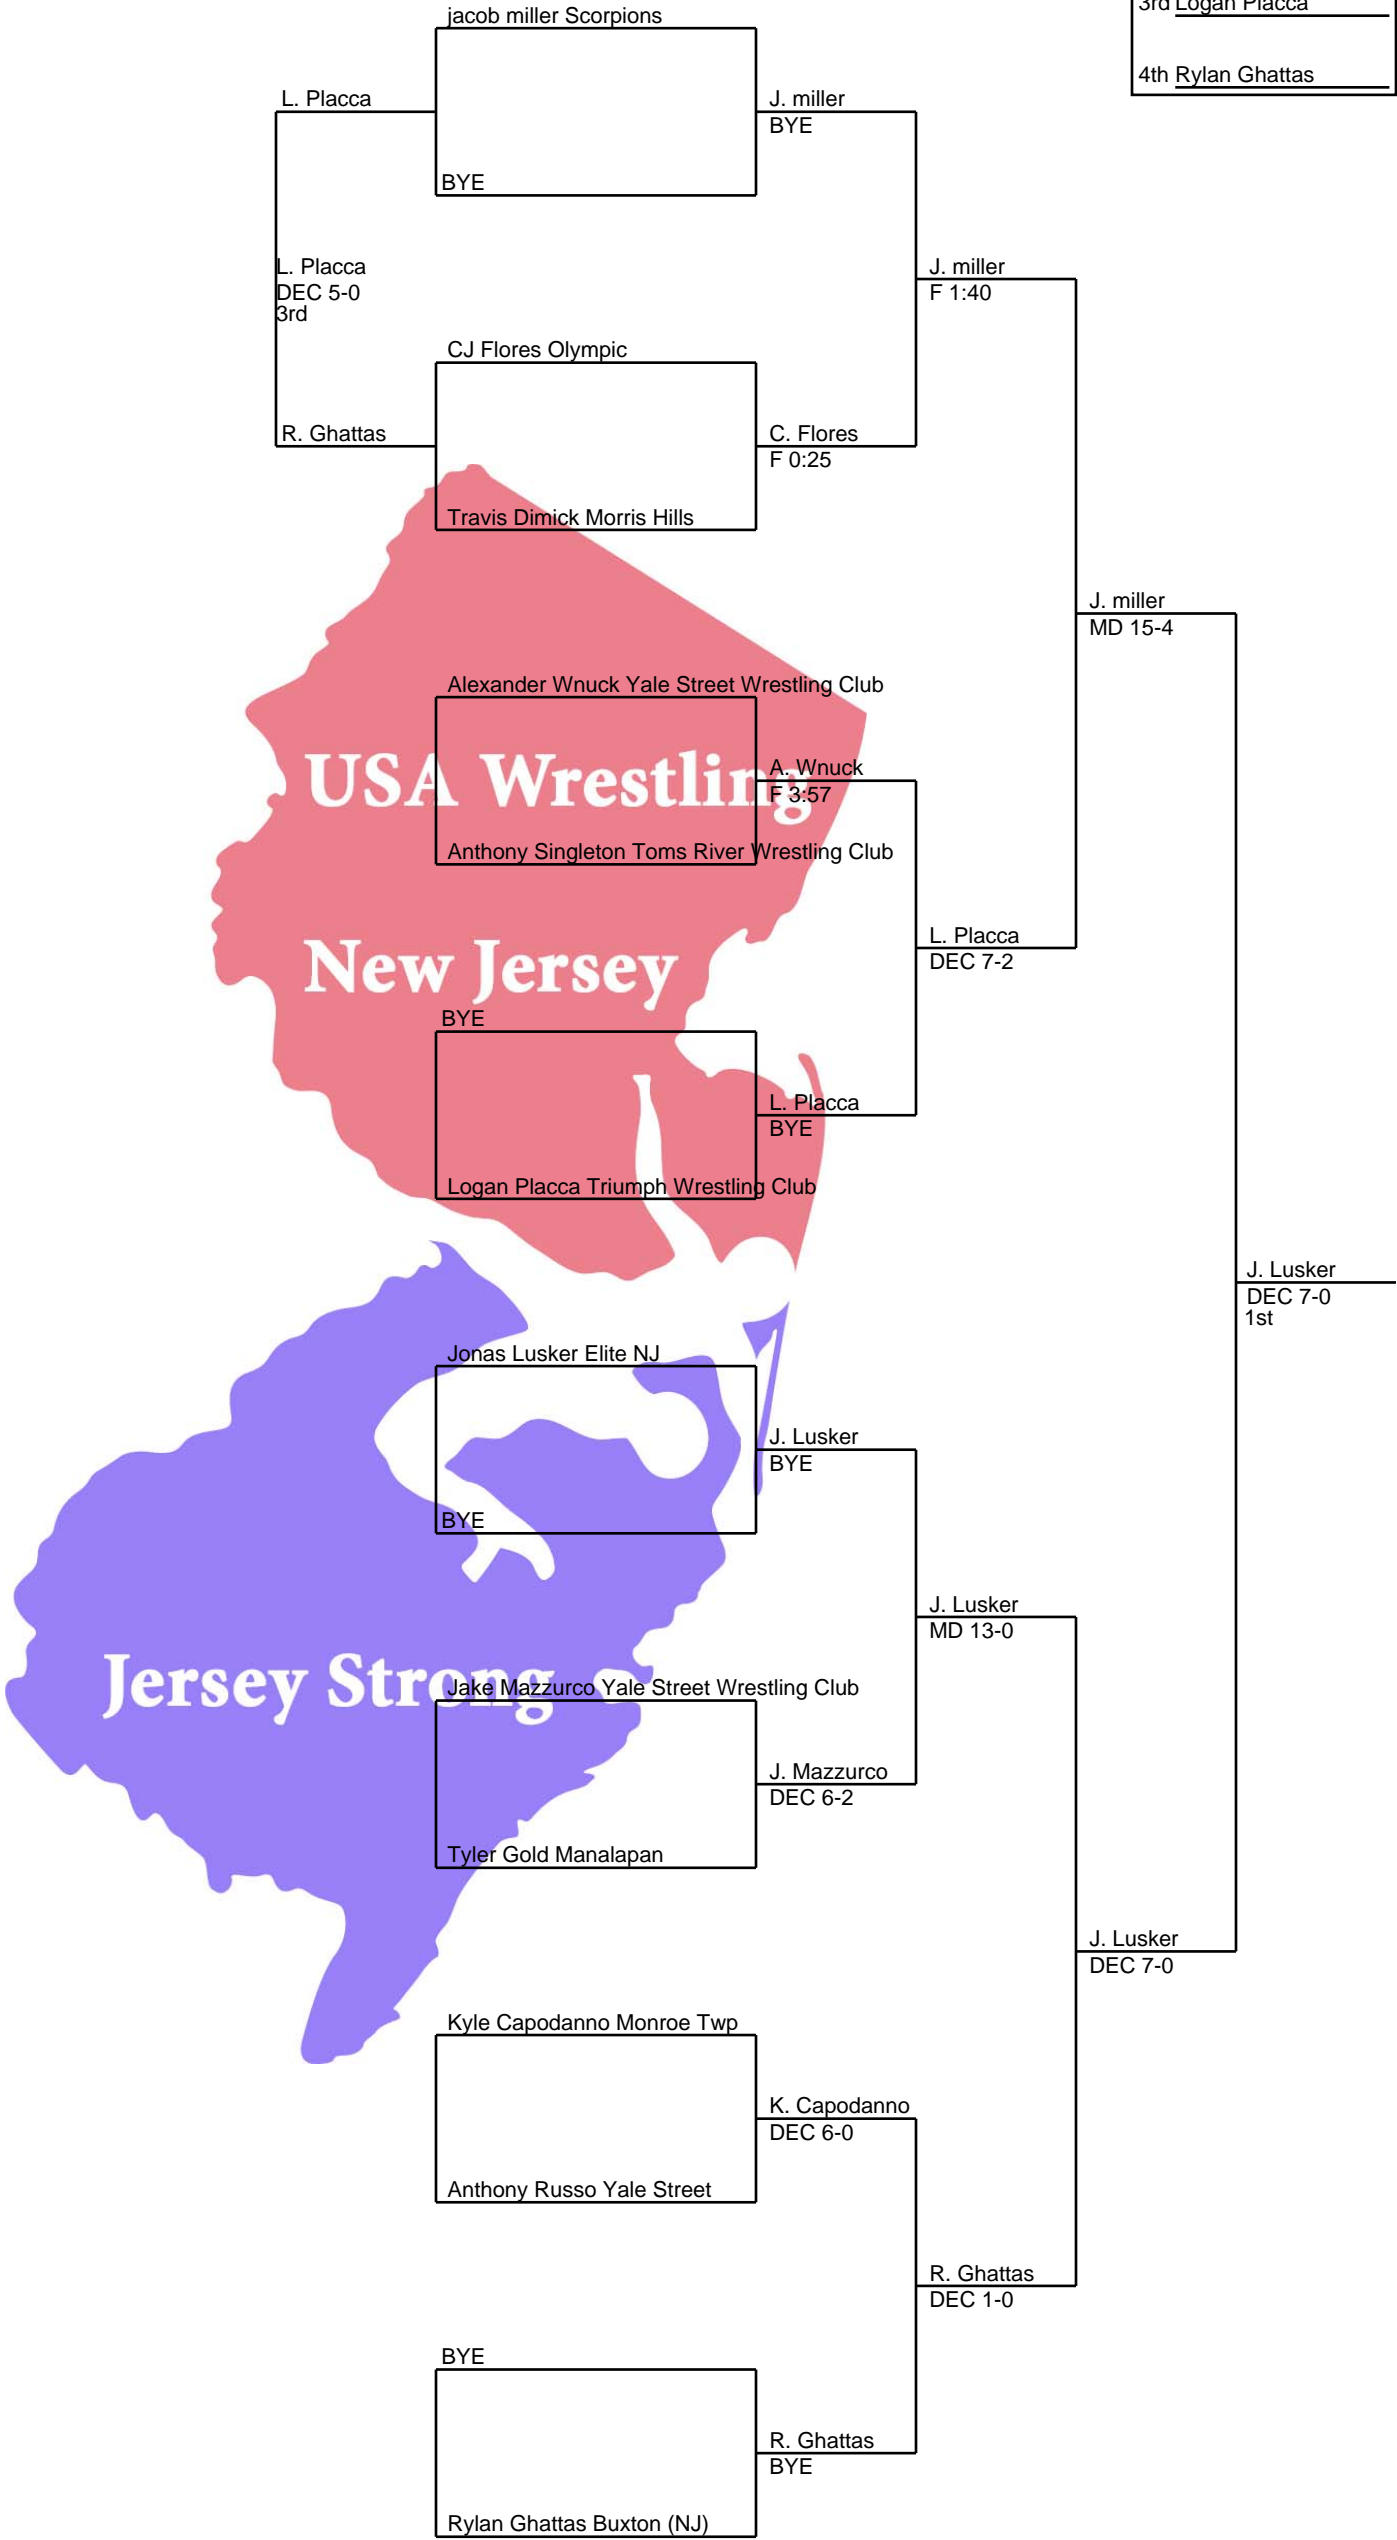 jacob miller Scorpions
3rd Logan Placca
4th Rylan Ghattas
L. Placca
J. miller
BYE
BYE
L. Placca
DEC 5-0
3rd
J. miller
F 1:40
CJ Flores Olympic
R. Ghattas
C. Flores
F 0:25
Travis Dimick Morris Hills
J. miller
MD 15-4
Alexander Wnuck Yale Street Wrestling Club
USA Wrestling
A. Wnuck
F 3:57
Anthony Singleton Toms River Wrestling Club
New Jersey
L. Placca
DEC 7-2
BYE
L. Placca
BYE
Logan Placca Triumph Wrestling Club
J. Lusker
DEC 7-0
1st
Jonas Lusker Elite NJ
J. Lusker
BYE
BYE
J. Lusker
MD 13-0
Jersey Strong
Jake Mazzurco Yale Street Wrestling Club
J. Mazzurco
DEC 6-2
Tyler Gold Manalapan
J. Lusker
DEC 7-0
Kyle Capodanno Monroe Twp
K. Capodanno
DEC 6-0
Anthony Russo Yale Street
R. Ghattas
DEC 1-0
BYE
R. Ghattas
BYE
Rylan Ghattas Buxton (NJ)